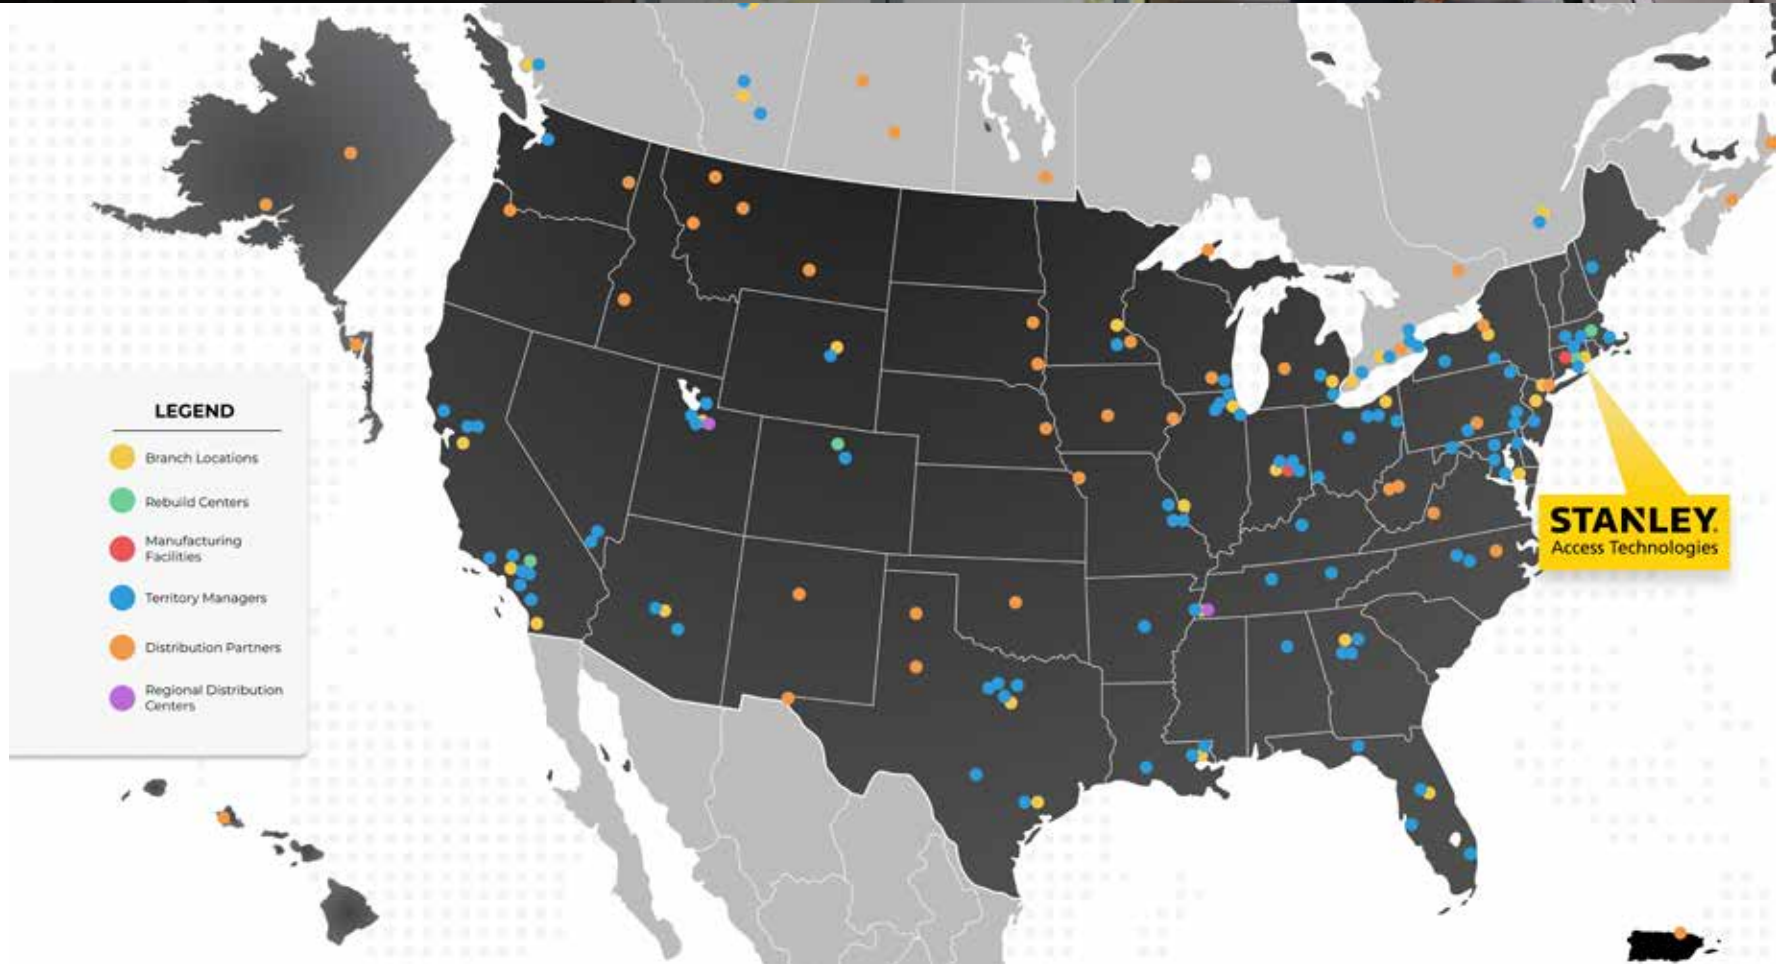 LEGEND
Branch Locations
Rebuild Centers
Manufacturing
Facilities
Territory Managers
Distribution Partners
Regional Distribution
Centers
STANLEY.
Access Technologies